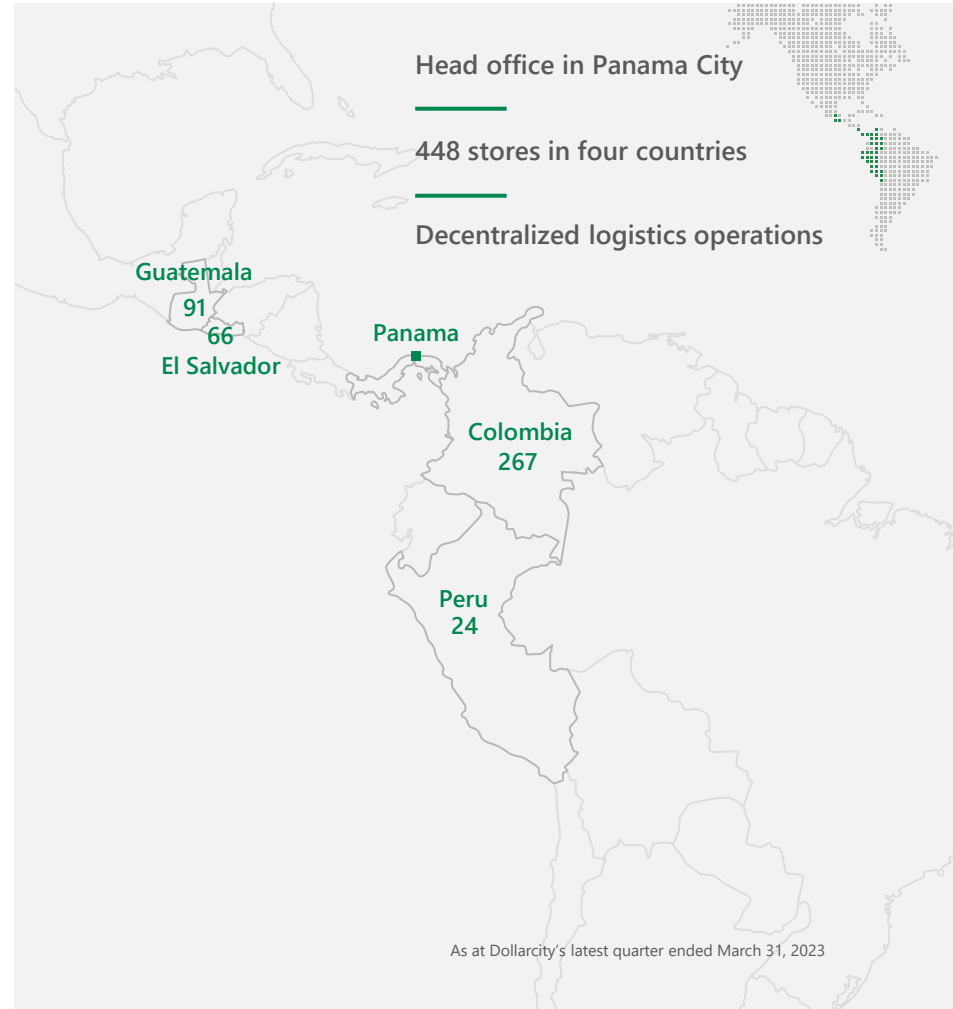 Head office in Panama City
448 stores in four countries
Decentralized logistics operations
Guatemala
91
66
El Salvador
Panama
Colombia
267
Peru
24
As at Dollarcity’s latest quarter ended March 31, 2023